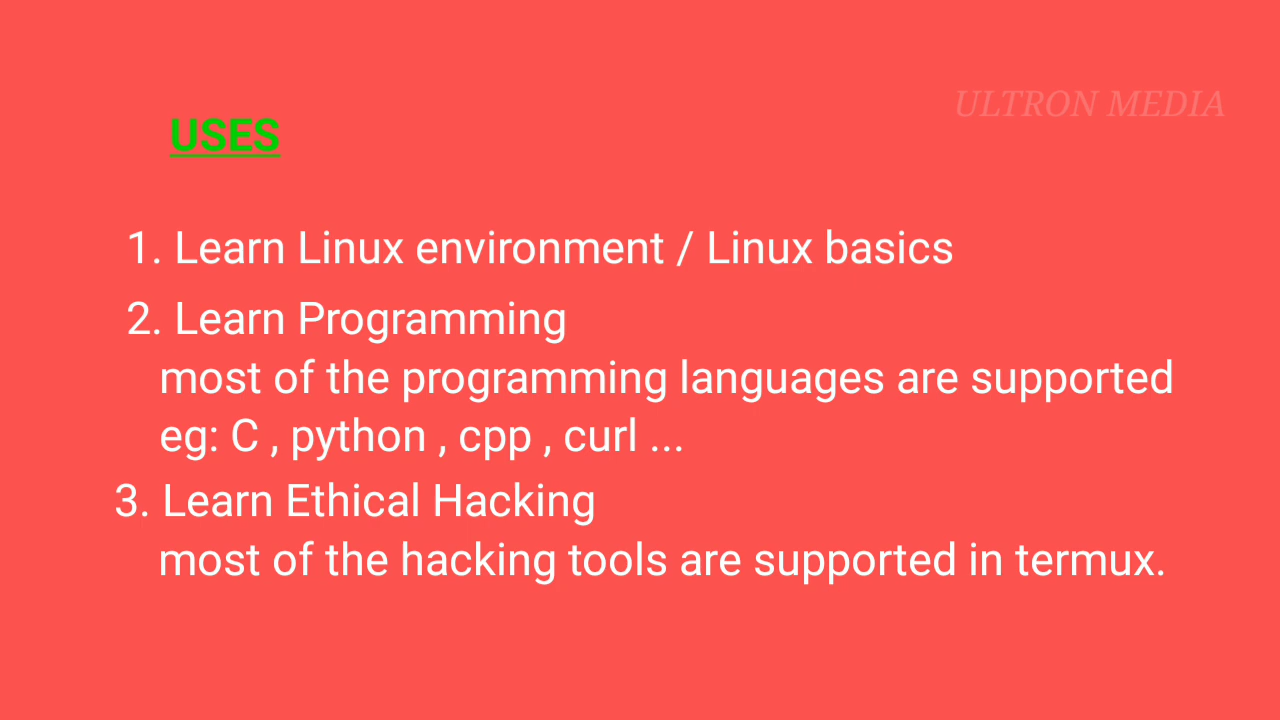 ULTRON MEDIA
USES
1. Learn Linux environment / Linux basics
2. Learn Programming
most of the programming languages are supported
eg: C , python , cpp , curl ...
3. Learn Ethical Hacking
most of the hacking tools are supported in termux.